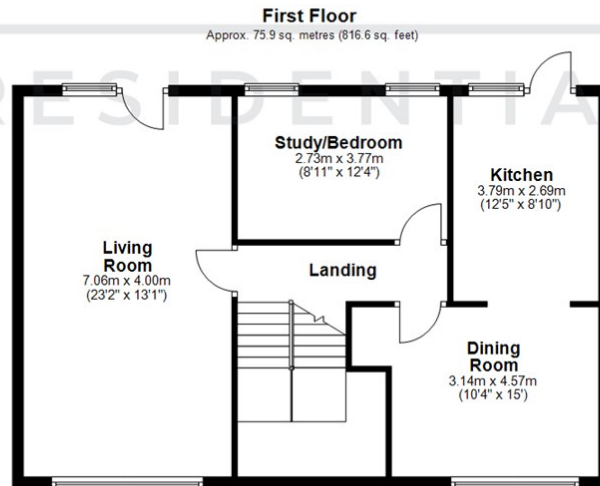 First Floor
Approx. 75.9 sq. metres (816.6 sq. feet)
RESIDENTIA
Study/Bedroom
2.73m x 3.77m
(8'11" x 12'4")
Kitchen
3.79m x 2.69m
(12'5" x 8'10")
Living
Room
7.06m x 4.00m
(23'2" x 13'1")
Landing
Dining
Room
3.14m x 4.57m
(10'4" x 15')